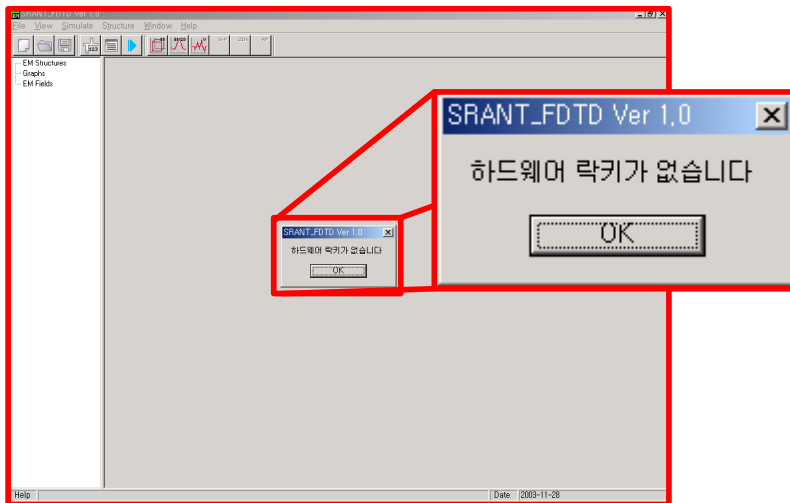 SRANT_FDTD Ver 1,0
File View Simulate Structure Window Help
EM Structures
Graphs
EM Fields
SRANT_FDTD Ver 1,0
하드웨어 락키가 없습니다
OK
SRANT_FDTD Ver 1,0
하드웨어 락키가 없습니다
OK
Help
Date 2003-11-28